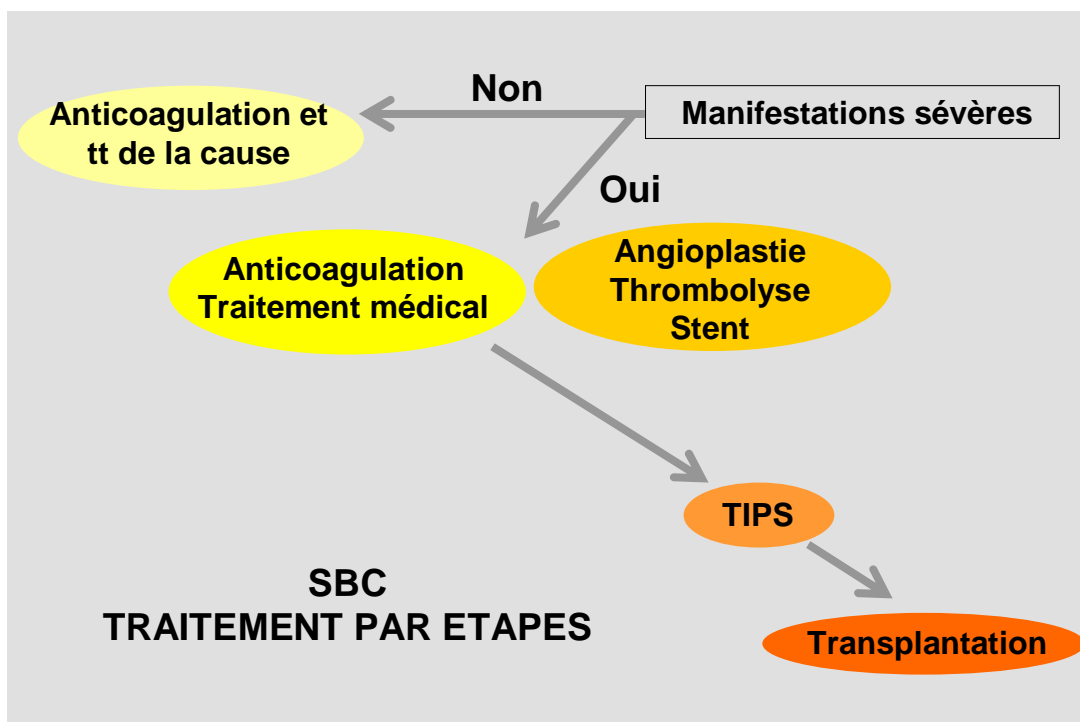 Non
Manifestations sévères
Anticoagulation et
tt de la cause
Oui
Anticoagulation
Traitement médical
Angioplastie
Thrombolyse
Stent
TIPS
SBC
TRAITEMENT PAR ETAPES
Transplantation